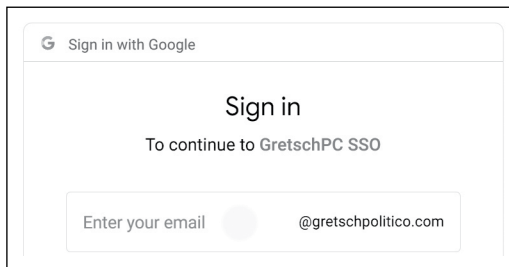 Sign in with Google
Sign in
To continue to GretschPC SSO
Enter your email @gretschpolitico.com